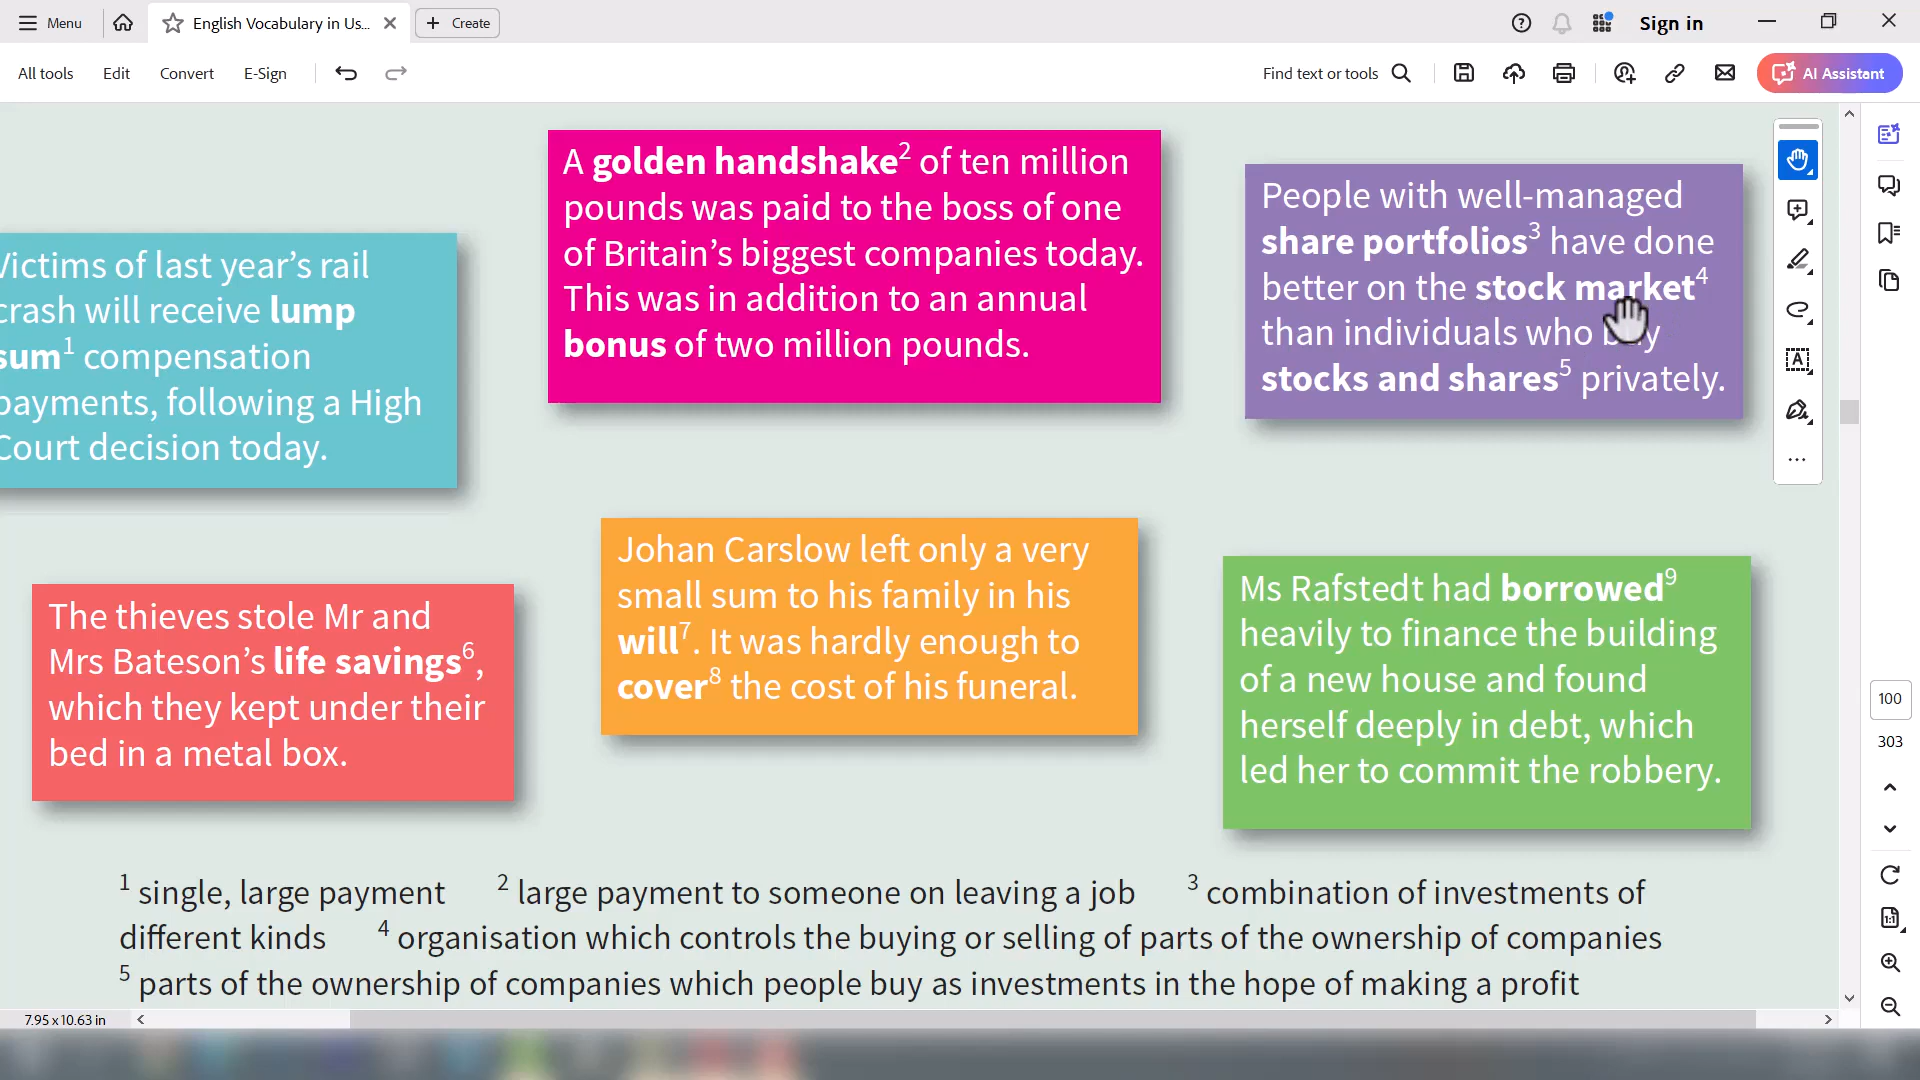 Menu
English Vocabulary in Us...
Create
Sign in
All tools
Edit
Convert
E-Sign
Find text or tools
AI Assistant
Victims of last year's rail
crash will receive lump
sum1 compensation
payments, following a High
Court decision today.
A golden handshake2 of ten million
pounds was paid to the boss of one
of Britain's biggest companies today.
This was in addition to an annual
bonus of two million pounds.
People with well-managed
share portfolios3 have done
better on the stock market4
than individuals who buy
stocks and shares5 privately.
The thieves stole Mr and
Mrs Bateson's life savings6,
which they kept under their
bed in a metal box.
Johan Carslow left only a very
small sum to his family in his
will7. It was hardly enough to
cover8 the cost of his funeral.
Ms Rafstedt had borrowed9
heavily to finance the building
of a new house and found
herself deeply in debt, which
led her to commit the robbery.
1 single, large payment 2 large payment to someone on leaving a job 3 combination of investments of
different kinds 4 organisation which controls the buying or selling of parts of the ownership of companies
5 parts of the ownership of companies which people buy as investments in the hope of making a profit
100
303
7.95 x 10.63 in